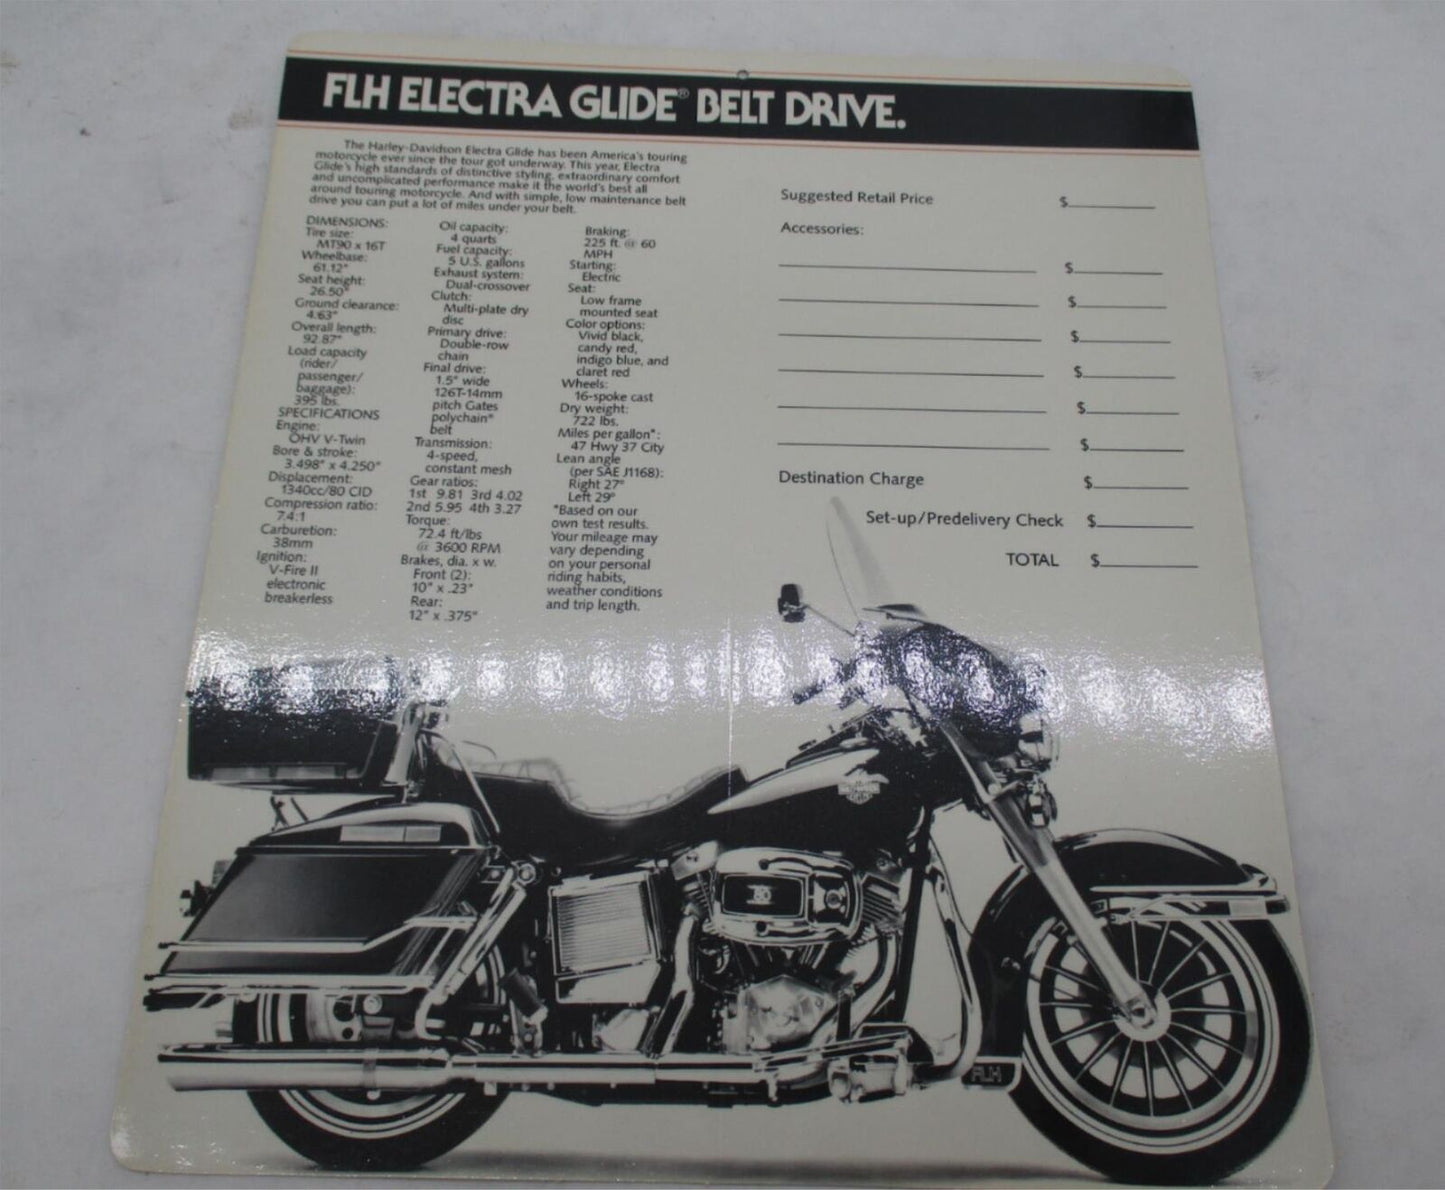 FLH ELECTRA GLIDE® BELT DRIVE.
The Harley-Davidson Electra Glide has been America's touring
motorcycle ever since the tour got underway. This year, Electra
Glide's high standards of distinctive styling, extraordinary comfort
and uncomplicated performance make it the world's best all
around touring motorcycle. And with simple, low maintenance belt
drive you can put a lot of miles under your belt.
DIMENSIONS:
Tire size:
MT90 x 16T
Wheelbase:
61.12"
Seat height:
26.50"
Ground clearance:
4.63"
Overall length:
92.87"
Load capacity
(rider/
passenger/
baggage):
395 lbs.
SPECIFICATIONS
Engine:
OHV V-Twin
Bore & stroke:
3.498" x 4.250"
Displacement:
1340cc/80 CID
Compression ratio:
7.4:1
Carburetion:
38mm
Ignition:
V-Fire II
electronic
breakerless
Oil capacity:
4 quarts
Fuel capacity:
5 U.S. gallons
Exhaust system:
Dual-crossover
Clutch:
Multi-plate dry
disc
Primary drive:
Double-row
chain
Final drive:
1.5" wide
126T-14mm
pitch Gates
polychain®
belt
Transmission:
4-speed,
constant mesh
Gear ratios:
1st 9.81 3rd 4.02
2nd 5.95 4th 3.27
Torque:
72.4 ft/lbs
@ 3600 RPM
Brakes, dia. x w.
Front (2):
10" x .23"
Rear:
12" x .375"
Braking:
225 ft. @ 60
MPH
Starting:
Electric
Seat:
Low frame
mounted seat
Color options:
Vivid black,
candy red,
indigo blue, and
claret red
Wheels:
16-spoke cast
Dry weight:
722 lbs.
Miles per gallon*:
47 Hwy 37 City
Lean angle
(per SAE J1168):
Right 27°
Left 29°
*Based on our
own test results.
Your mileage may
vary depending
on your personal
riding habits,
weather conditions
and trip length.
Suggested Retail Price $
Accessories:
$
$
$
$
$
$
Destination Charge $
Set-up/Predelivery Check $
TOTAL $
80
FLH